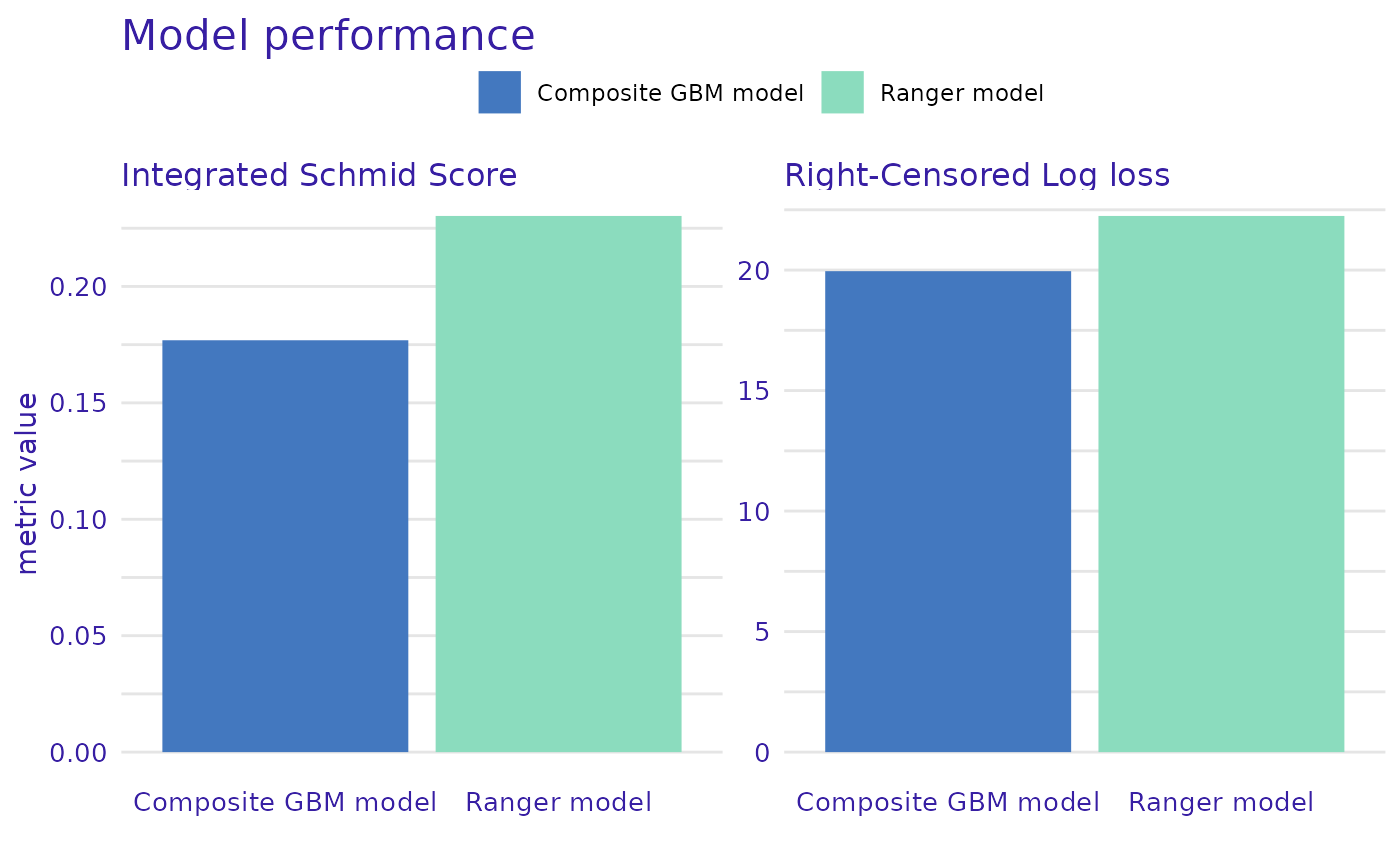 Model performance
Composite GBM model Ranger model
Integrated Schmid Score
metric value
0.20
0.15
0.10
0.05
0.00
Composite GBM model Ranger model
Right-Censored Log loss
20
15
10
5
0
Composite GBM model Ranger model